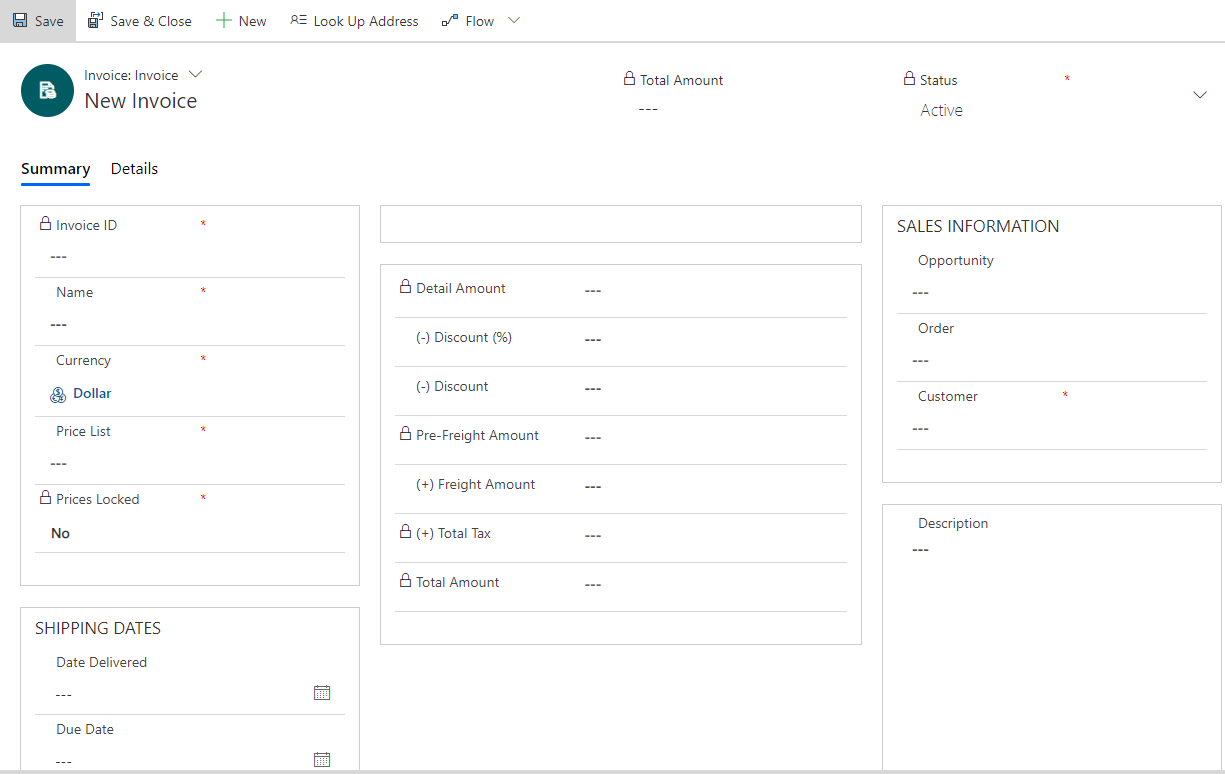 Save
Save & Close
New
Look Up Address
Flow
Invoice: Invoice
New Invoice
Total Amount
---
Status *
Active
Summary
Details
Invoice ID *
---
Name *
---
Currency *
Dollar
Price List *
---
Prices Locked *
No
SHIPPING DATES
Date Delivered
---
Due Date
---
Detail Amount ---
(-) Discount (%) ---
(-) Discount ---
Pre-Freight Amount ---
(+) Freight Amount ---
(+) Total Tax ---
Total Amount ---
SALES INFORMATION
Opportunity
---
Order
---
Customer *
---
Description
---